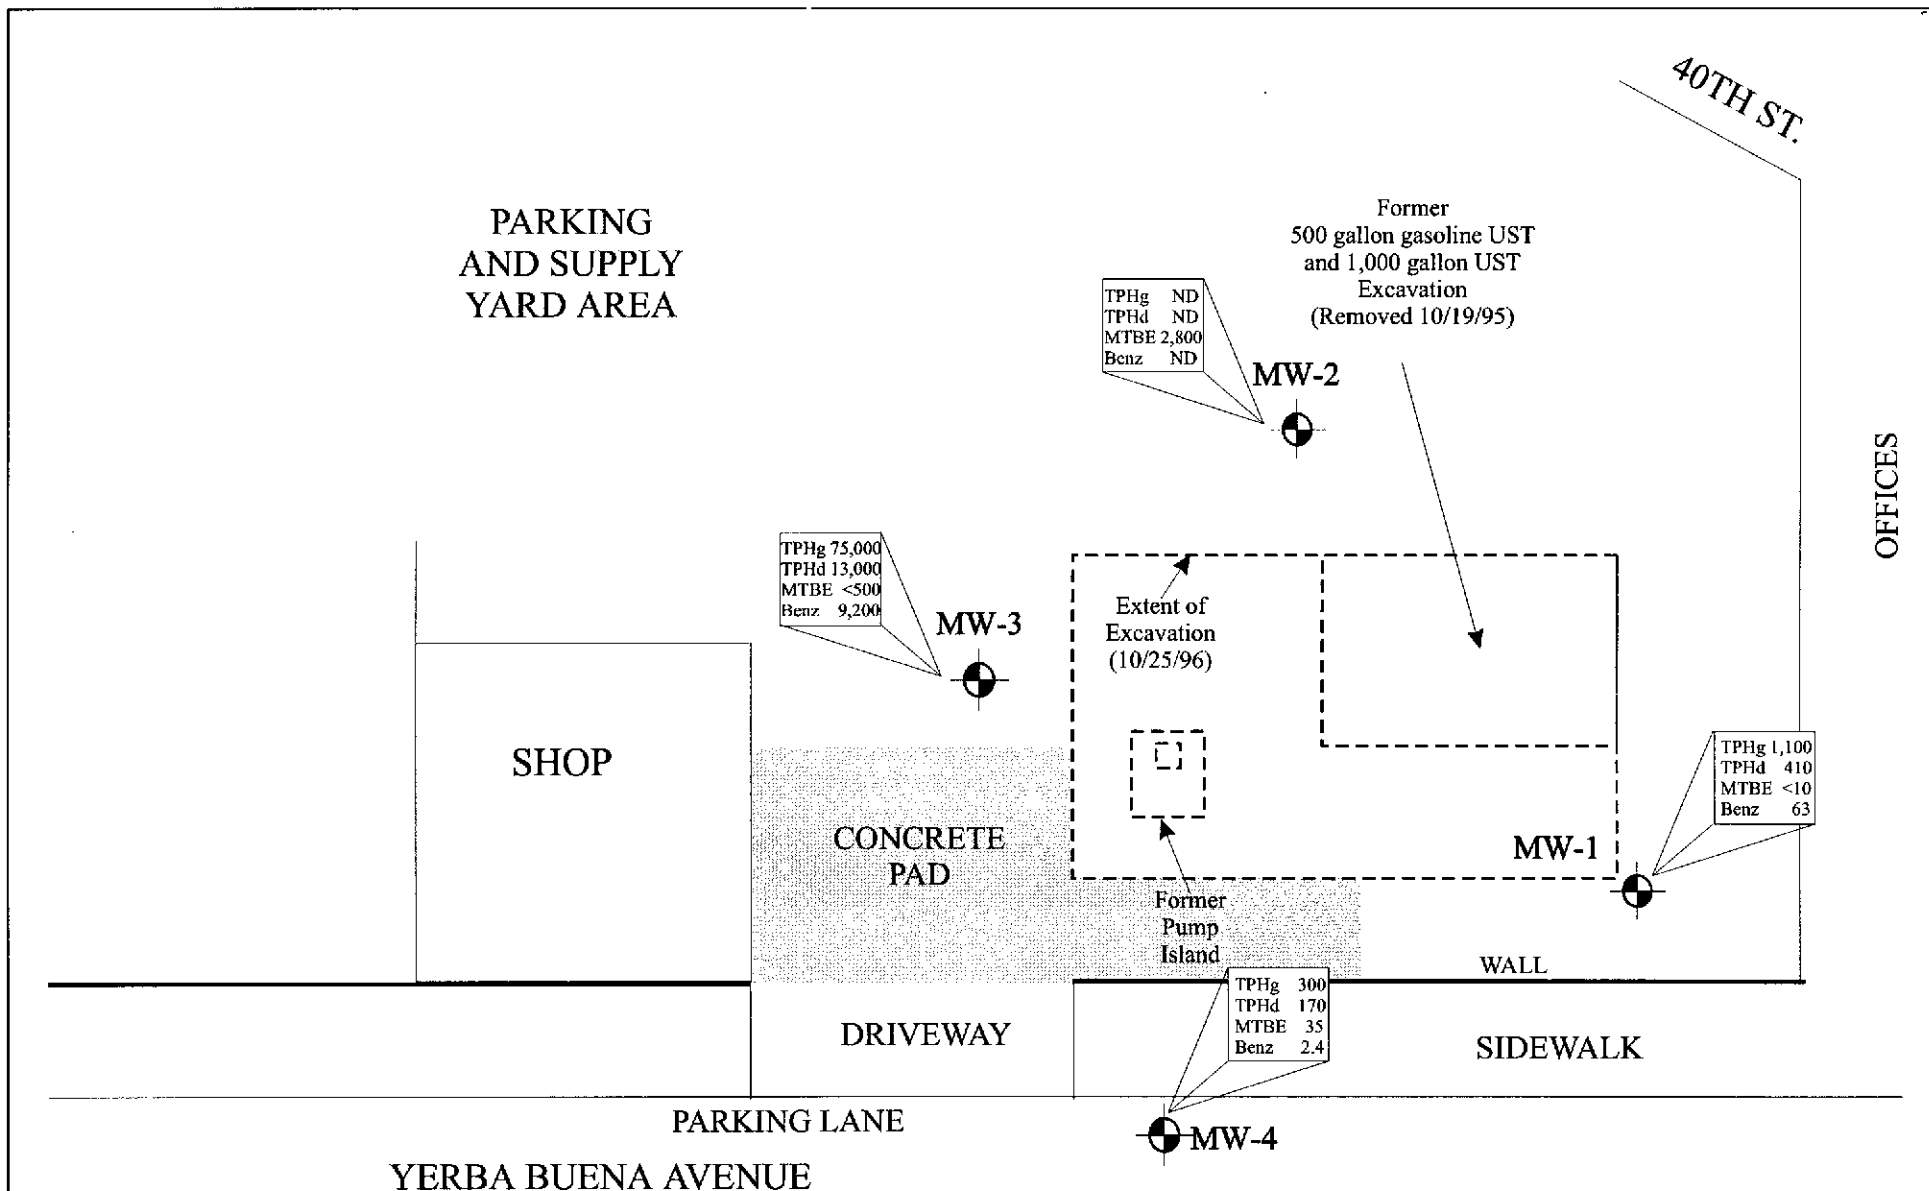 40TH ST.
PARKING
AND SUPPLY
YARD AREA
Former
500 gallon gasoline UST
and 1,000 gallon UST
Excavation
(Removed 10/19/95)
TPHg ND
TPHd ND
MTBE 2,800
Benz ND
MW-2
OFFICES
TPHg 75,000
TPHd 13,000
MTBE <500
Benz 9,200
MW-3
Extent of
Excavation
(10/25/96)
SHOP
TPHg 1,100
TPHd 410
MTBE <10
Benz 63
CONCRETE
PAD
MW-1
Former
Pump
Island
WALL
TPHg 300
TPHd 170
MTBE 35
Benz 2.4
DRIVEWAY
SIDEWALK
PARKING LANE
MW-4
YERBA BUENA AVENUE